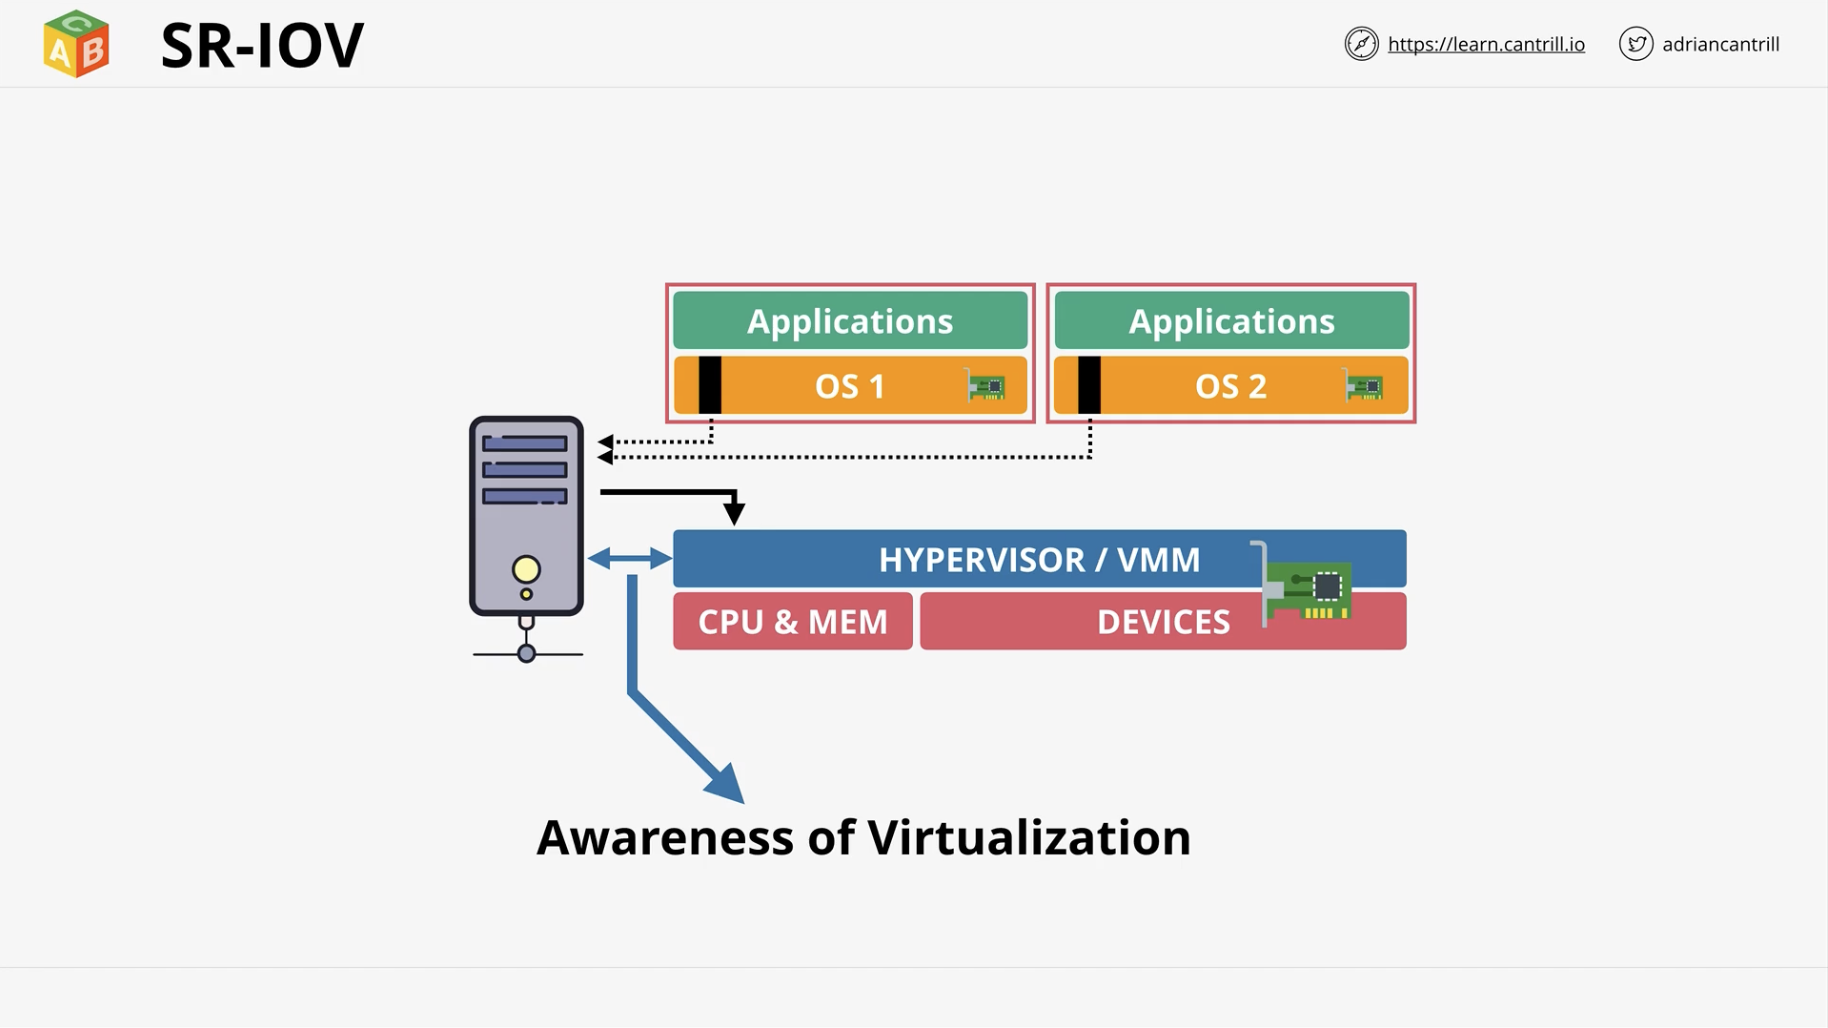 C
A B
SR-IOV
https://learn.cantrill.io
adriancantrill
Applications
Applications
OS 1
OS 2
HYPERVISOR / VMM
CPU & MEM
DEVICES
Awareness of Virtualization